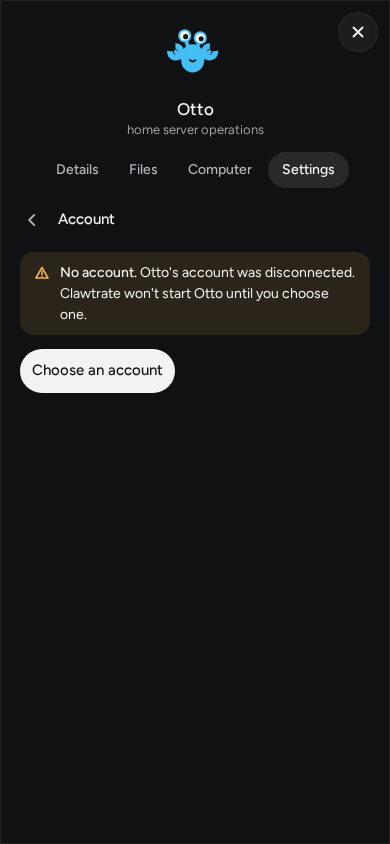 Otto
home server operations
Details Files Computer Settings
Account
No account. Otto's account was disconnected.
Clawtrate won't start Otto until you choose
one.
Choose an account